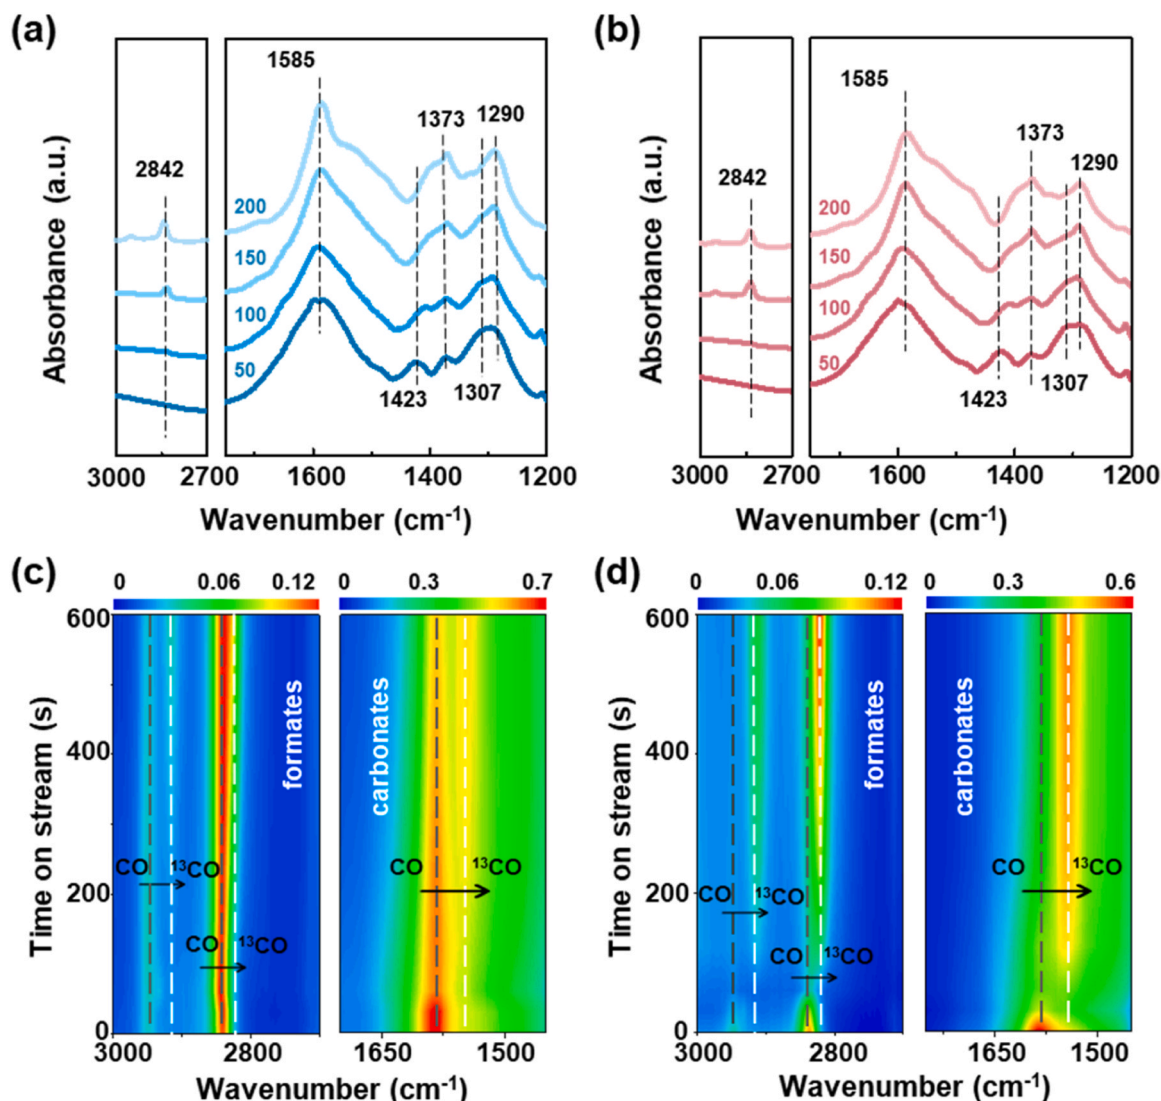 (a)
1585
1373
1290
2842
200
150
100
50
1423
1307
Absorbance (a.u.)
3000 2700 1600 1400 1200
Wavenumber (cm-1)
(b)
1585
1373
1290
2842
200
150
100
50
1423
1307
Absorbance (a.u.)
3000 2700 1600 1400 1200
Wavenumber (cm-1)
(c)
0 0.06 0.12 0 0.3 0.7
600
400
200
0
Time on stream (s)
formates
carbonates
CO 13CO
CO 13CO
CO 13CO
3000 2800 1650 1500
Wavenumber (cm-1)
(d)
0 0.06 0.12 0 0.3 0.6
600
400
200
0
Time on stream (s)
formates
carbonates
CO 13CO
CO 13CO
CO 13CO
3000 2800 1650 1500
Wavenumber (cm-1)